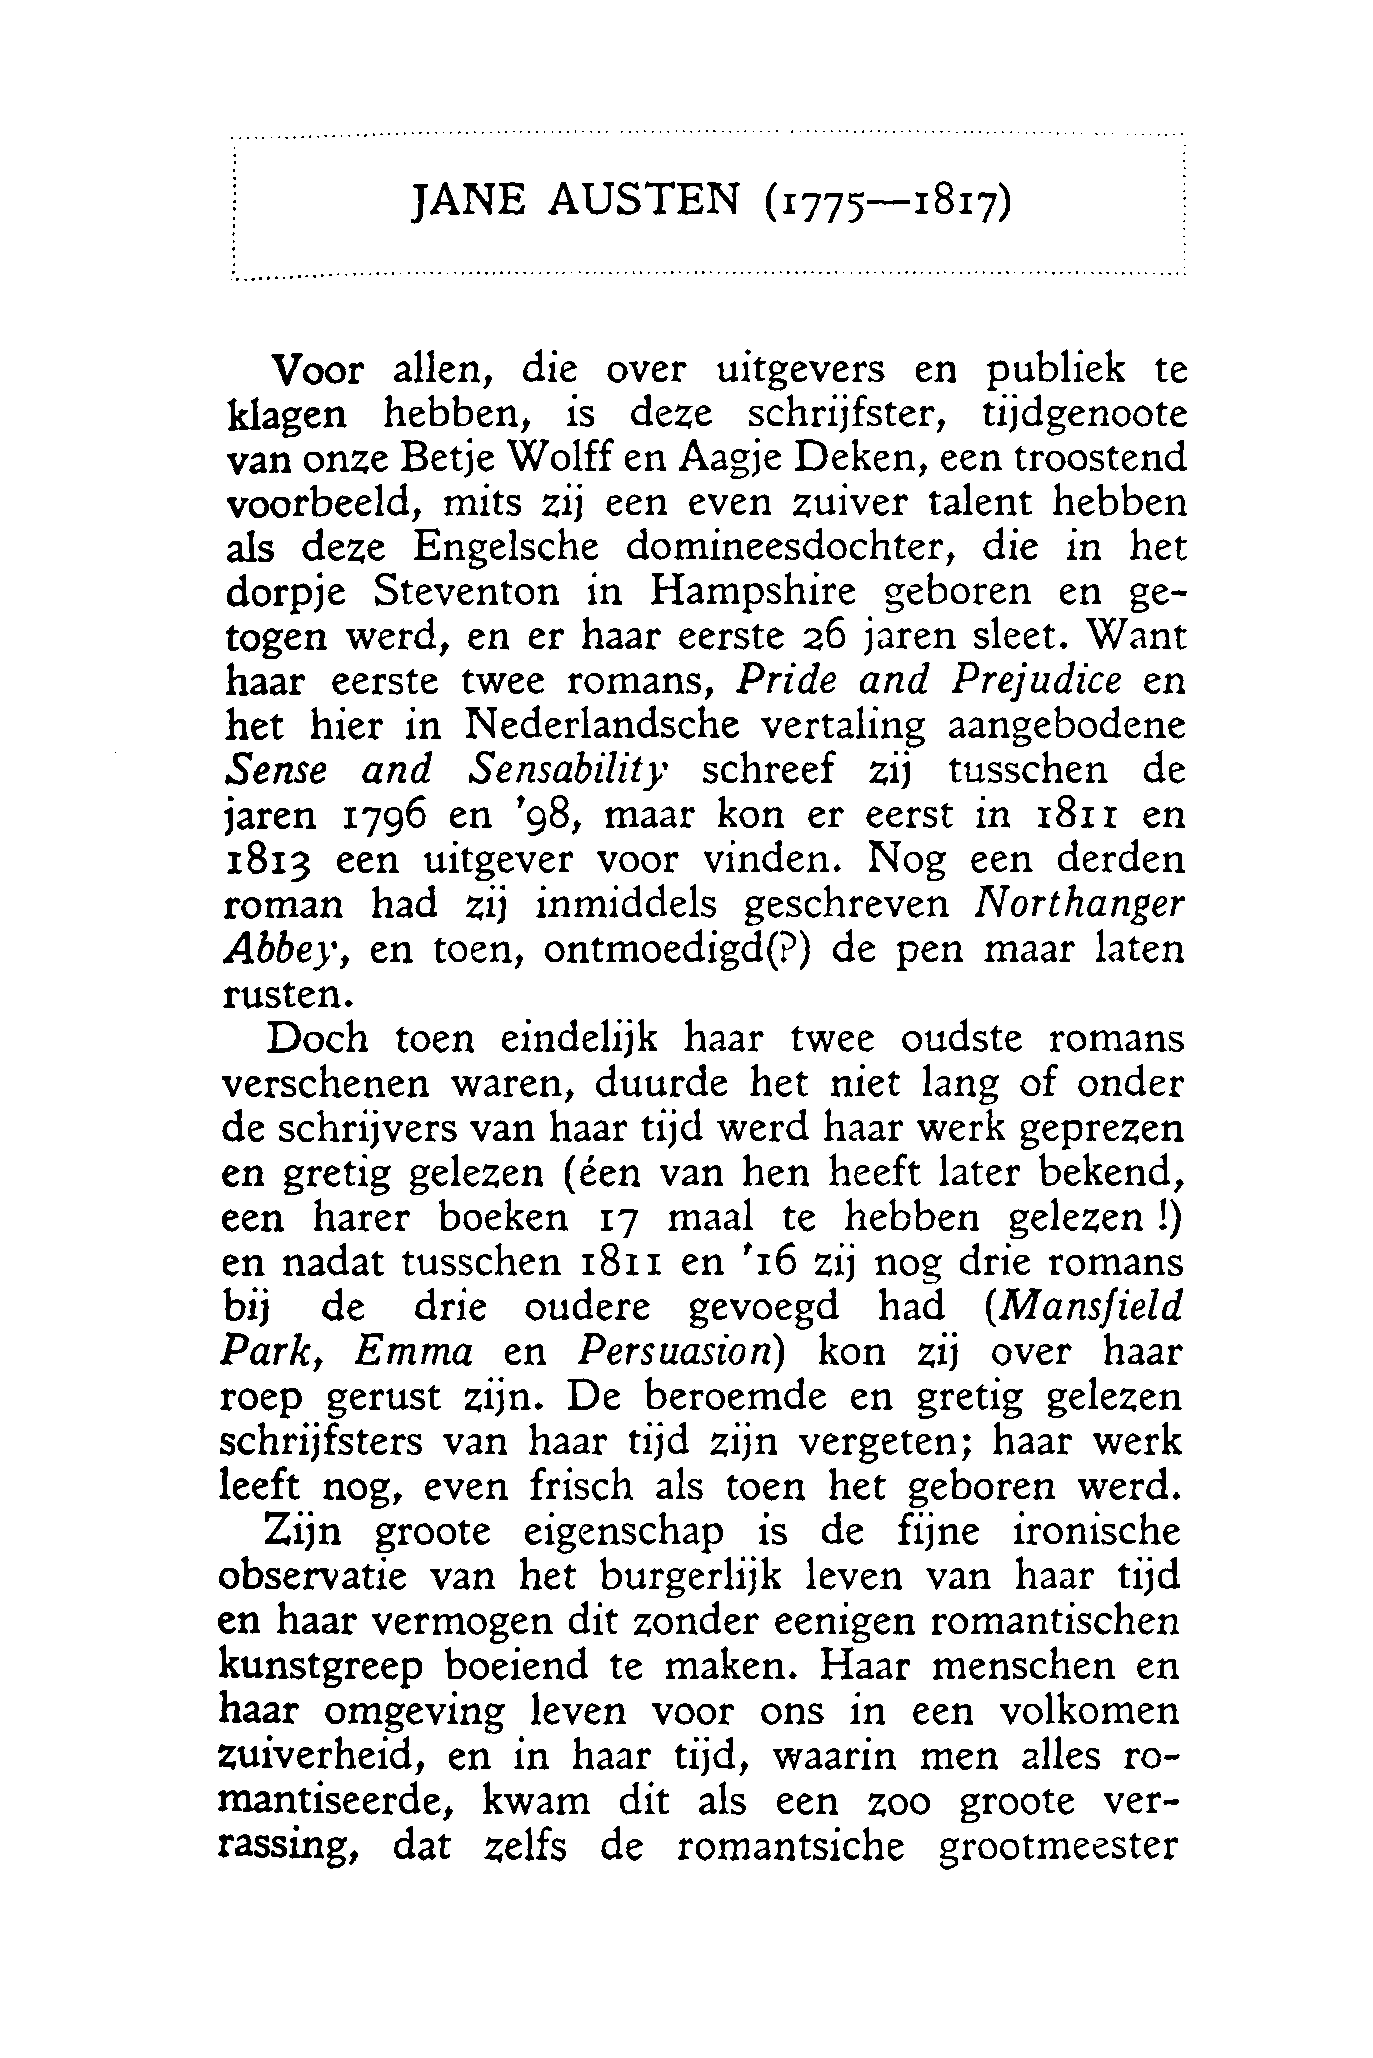 JANE AUSTEN (1775—1817)
Voor allen, die over uitgevers en publiek te
klagen hebben, is deze schrijfster, tijdgenoote
van onze Betje Wolff en Aagje Deken, een troostend
voorbeeld, mits zij een even zuiver talent hebben
als deze Engelsche domineesdochter, die in het
dorpje Steventon in Hampshire geboren en ge-
togen werd, en er haar eerste 26 jaren sleet. Want
haar eerste twee romans, Pride and Prejudice en
het hier in Nederlandsche vertaling aangebodene
Sense and Sensability schreef zij tusschen de
jaren 1796 en '98, maar kon er eerst in 1811 en
1813 een uitgever voor vinden. Nog een derden
roman had zij inmiddels geschreven Northanger
Abbey, en toen, ontmoedigd(?) de pen maar laten
rusten.
Doch toen eindelijk haar twee oudste romans
verschenen waren, duurde het niet lang of onder
de schrijvers van haar tijd werd haar werk geprezen
en gretig gelezen (éen van hen heeft later bekend,
een harer boeken 17 maal te hebben gelezen !)
en nadat tusschen 1811 en '16 zij nog drie romans
bij de drie oudere gevoegd had (Mansfield
Park, Emma en Persuasion) kon zij over haar
roep gerust zijn. De beroemde en gretig gelezen
schrijfsters van haar tijd zijn vergeten; haar werk
leeft nog, even frisch als toen het geboren werd.
Zijn groote eigenschap is de fijne ironische
observatie van het burgerlijk leven van haar tijd
en haar vermogen dit zonder eenigen romantischen
kunstgreep boeiend te maken. Haar menschen en
haar omgeving leven voor ons in een volkomen
zuiverheid, en in haar tijd, waarin men alles ro-
mantiseerde, kwam dit als een zoo groote ver-
rassing, dat zelfs de romantsiche grootmeester